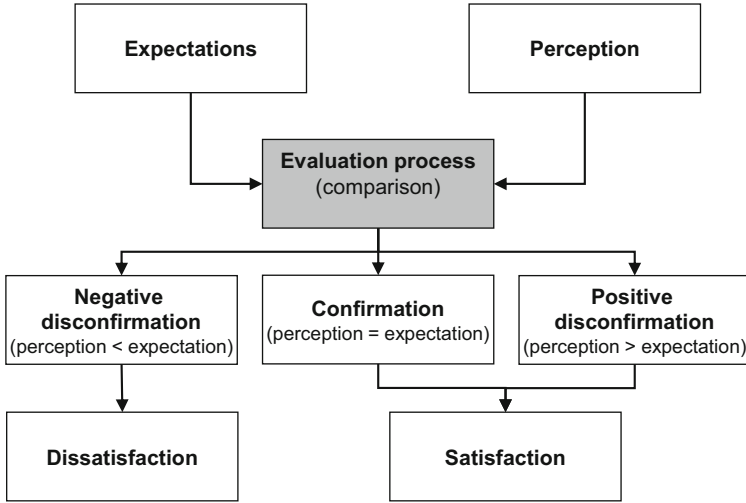 Expectations
Perception
Evaluation process
(comparison)
Negative
disconfirmation
(perception < expectation)
Confirmation
(perception = expectation)
Positive
disconfirmation
(perception > expectation)
Dissatisfaction
Satisfaction